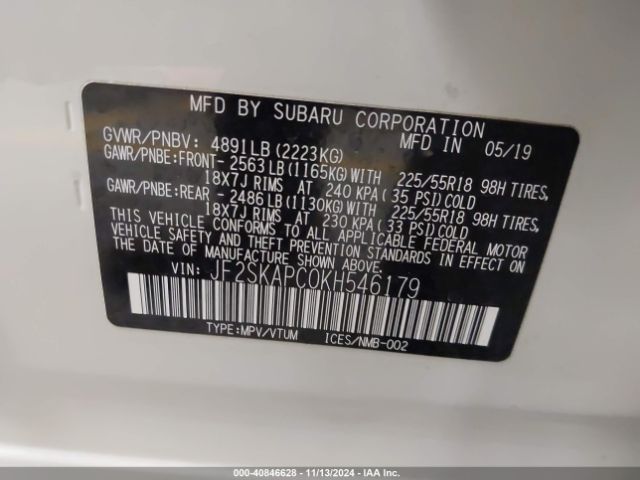 MFD BY SUBARU CORPORATION
MFD IN 05/19
GVWR/PNBV: 4891LB(2223KG)
GAWR/PNBE:FRONT-2563LB(1165KG)WITH 225/55R18 98H TIRES,
18X7J RIMS AT 240 KPA(35 PSI)COLD
GAWR/PNBE:REAR -2486LB(1130KG)WITH 225/55R18 98H TIRES,
18X7J RIMS AT 230 KPA(33 PSI)COLD
THIS VEHICLE CONFORMS TO ALL APPLICABLE FEDERAL MOTOR
VEHICLE SAFETY AND THEFT PREVENTION STANDARDS IN EFFECT ON
THE DATE OF MANUFACTURE SHOWN ABOVE.
VIN: JF2SKAPC0KH546179
TYPE:MPV/VTUM ICES/NMB-002
000-40846628 - 11/13/2024 - IAA Inc.